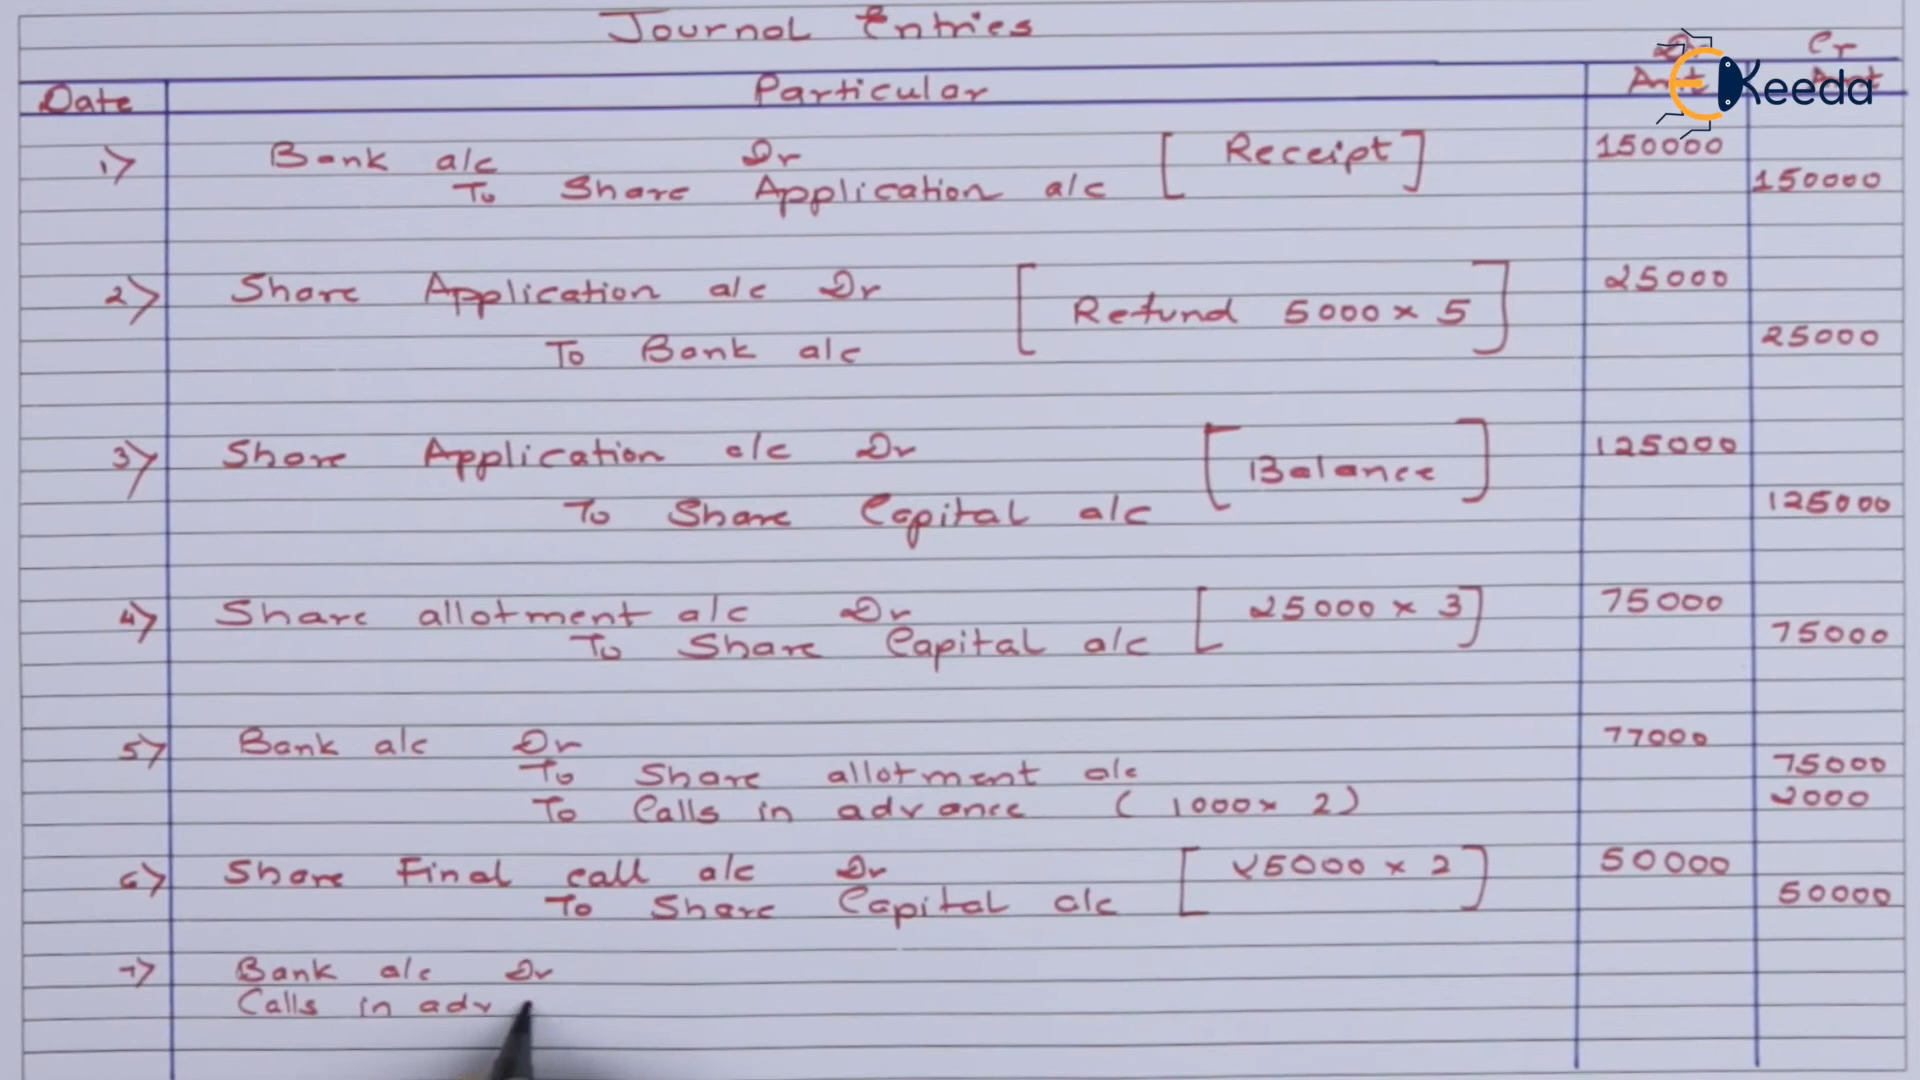 Journal Entries
Dr Cr
Date Particular Amt Amt
Keeda
1) Bank a/c Dr [ Receipt ] 150000
To Share Application a/c 150000
2) Share Application a/c Dr [ Refund 5000 x 5 ] 25000
To Bank a/c 25000
3) Share Application a/c Dr [ Balance ] 125000
To Share Capital a/c 125000
4) Share allotment a/c Dr [ 25000 x 3 ] 75000
To Share Capital a/c 75000
5) Bank a/c Dr 77000
To Share allotment a/c 75000
To Calls in advance ( 1000 x 2 ) 2000
6) Share Final call a/c Dr [ 25000 x 2 ] 50000
To Share Capital a/c 50000
7) Bank a/c Dr
Calls in adv